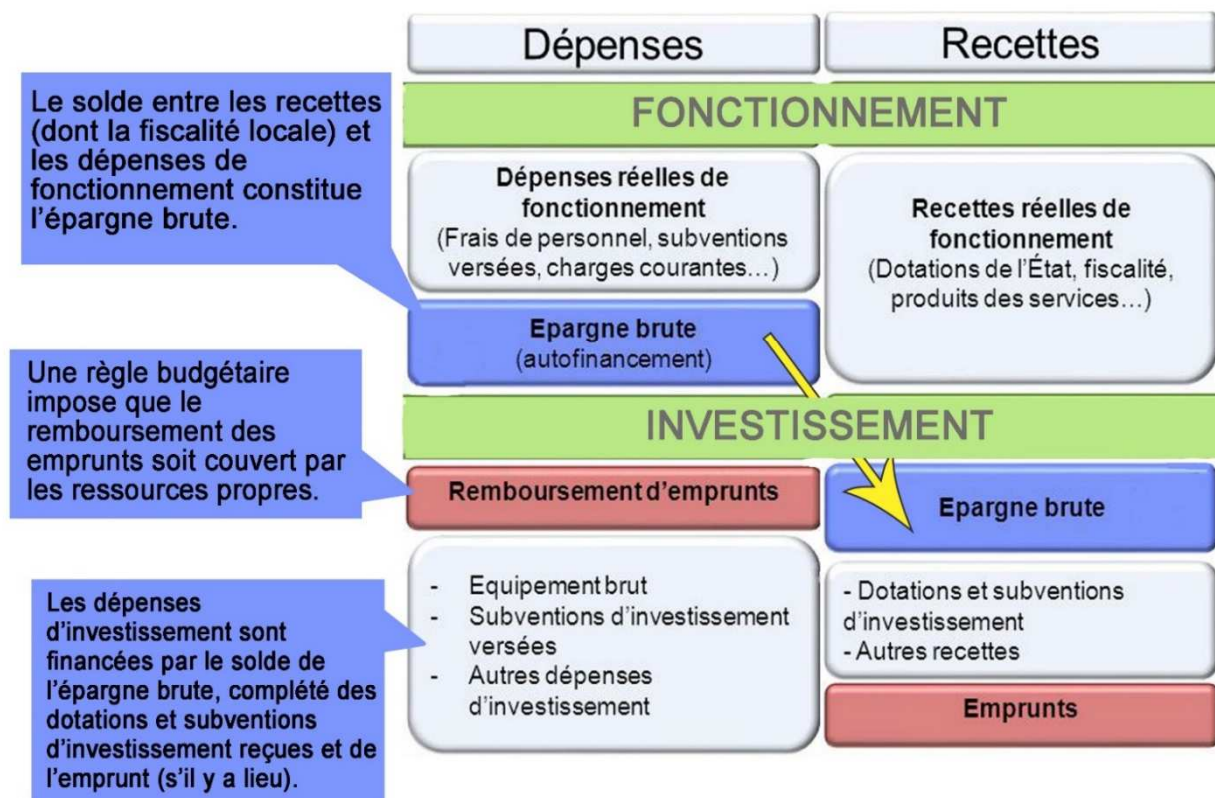 Dépenses
Recettes
FONCTIONNEMENT
Le solde entre les recettes
(dont la fiscalité locale) et
les dépenses de
fonctionnement constitue
l'épargne brute.
Dépenses réelles de
fonctionnement
(Frais de personnel, subventions
versées, charges courantes…)
Recettes réelles de
fonctionnement
(Dotations de l'État, fiscalité,
produits des services…)
Epargne brute
(autofinancement)
INVESTISSEMENT
Une règle budgétaire
impose que le
remboursement des
emprunts soit couvert par
les ressources propres.
Remboursement d'emprunts
Epargne brute
Les dépenses
d'investissement sont
financées par le solde de
l'épargne brute, complété des
dotations et subventions
d'investissement reçues et de
l'emprunt (s'il y a lieu).
- Equipement brut
- Subventions d'investissement
versées
- Autres dépenses
d'investissement
- Dotations et subventions
d'investissement
- Autres recettes
Emprunts